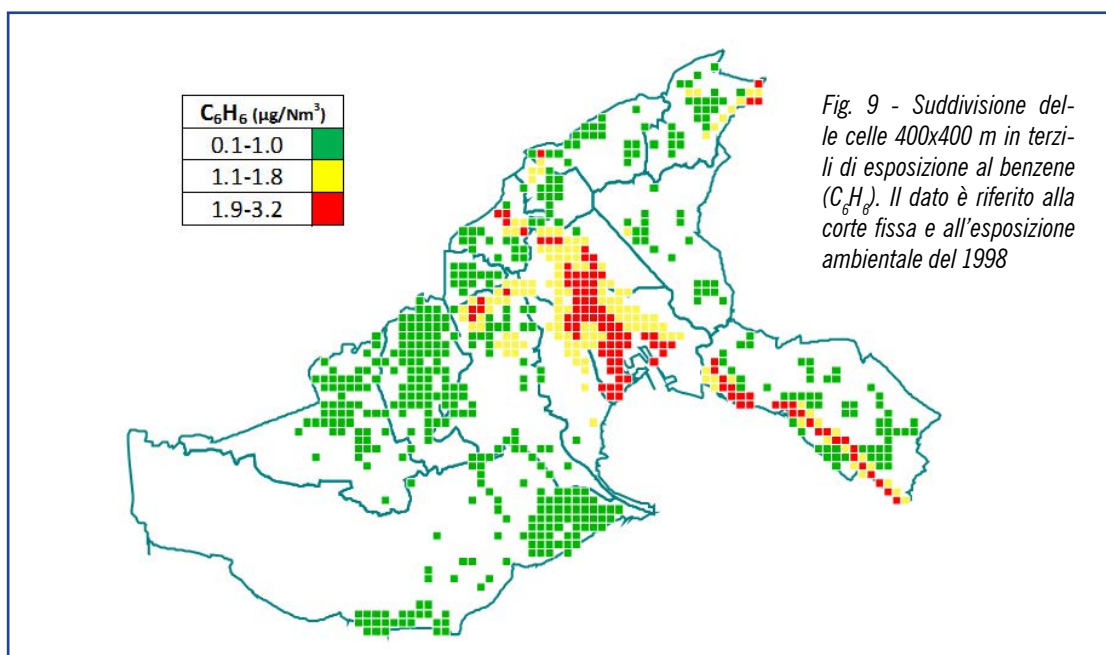 C₆H₆ (µg/Nm³)
0.1-1.0
1.1-1.8
1.9-3.2
Fig. 9 - Suddivisione del-
le celle 400x400 m in terzi-
li di esposizione al benzene
(C₆H₆). Il dato è riferito alla
corte fissa e all'esposizione
ambientale del 1998